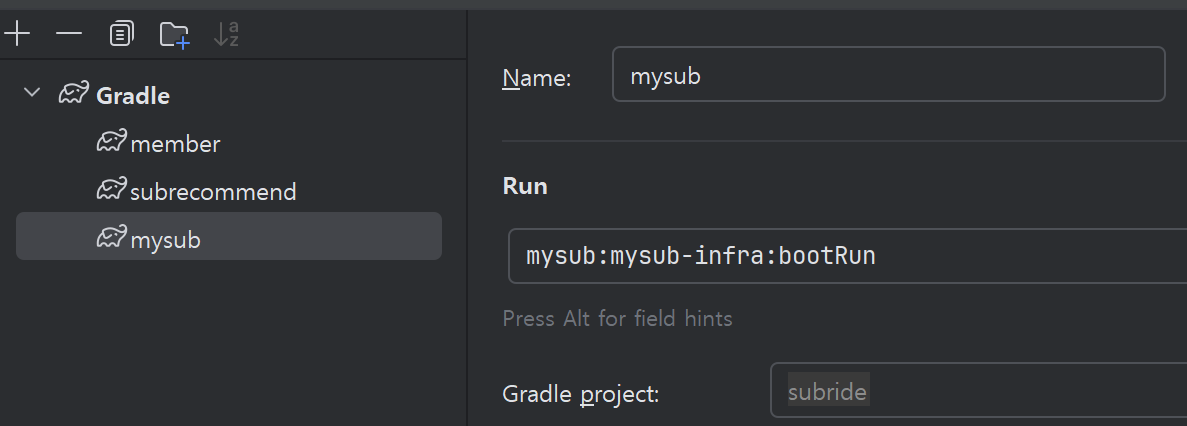 Gradle
member
subrecommend
mysub
Name: mysub
Run
mysub:mysub-infra:bootRun
Press Alt for field hints
Gradle project: subride